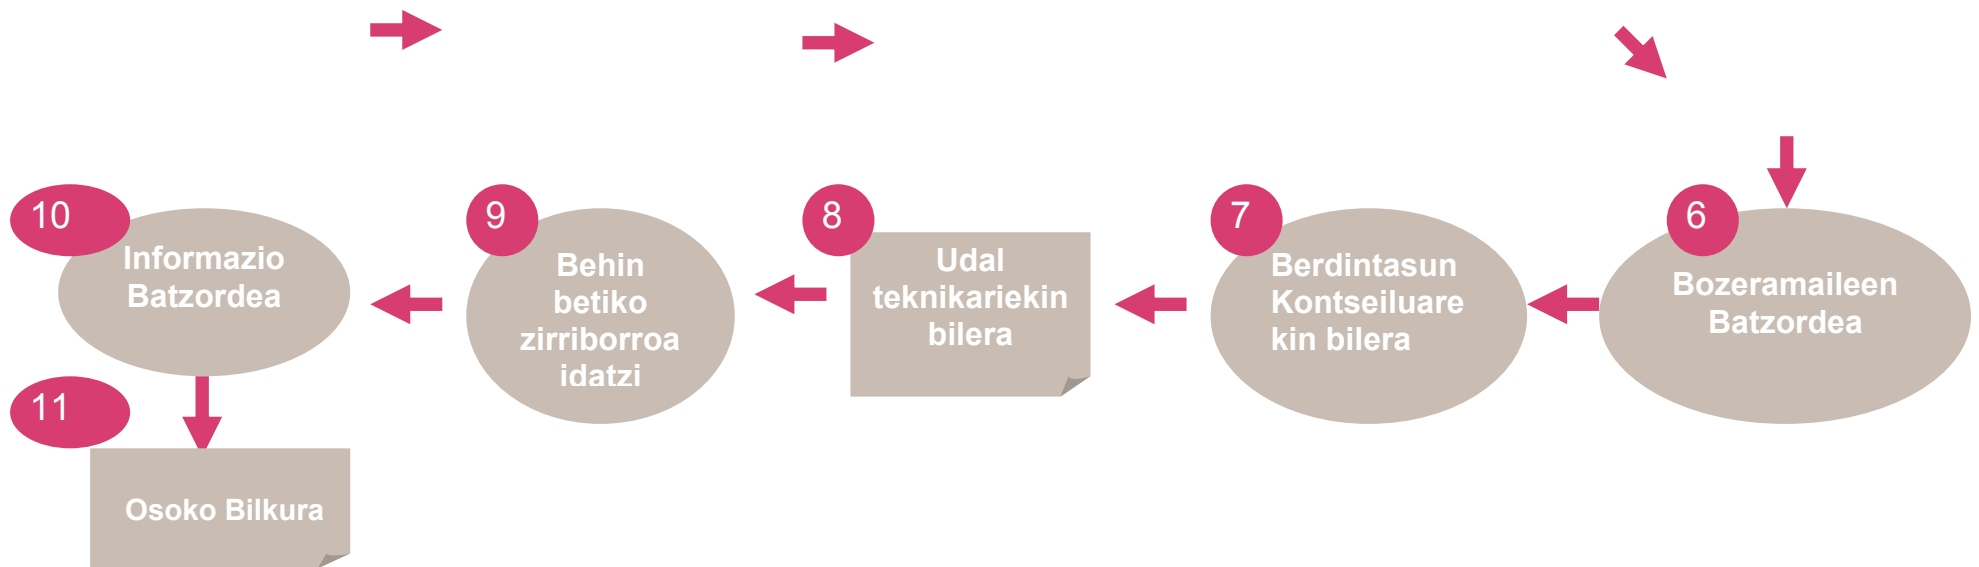 10
Informazio
Batzordea
9
Behin
betiko
zirriborroa
idatzi
8
Udal
teknikariekin
bilera
7
Berdintasun
Kontseiluare
kin bilera
6
Bozeramaileen
Batzordea
11
Osoko Bilkura